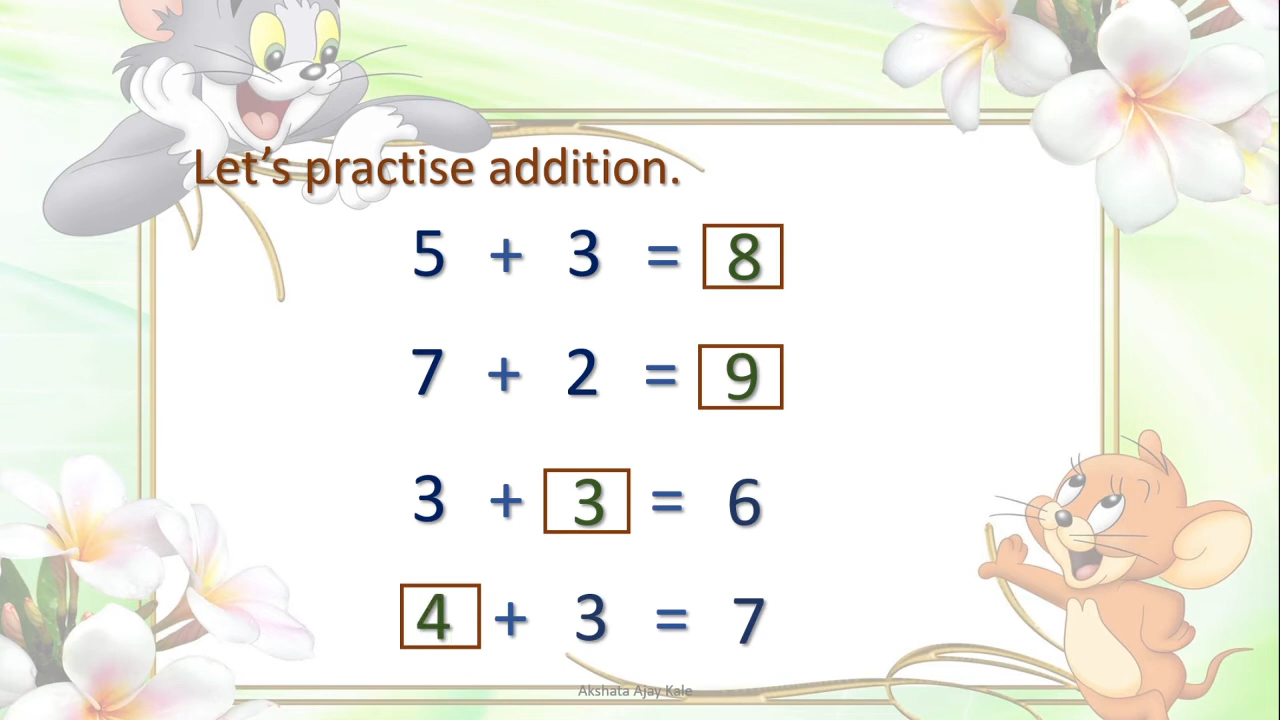 Let's practise addition.
5 + 3 = 8
7 + 2 = 9
3 + 3 = 6
4 + 3 = 7
Akshata Ajay Kale